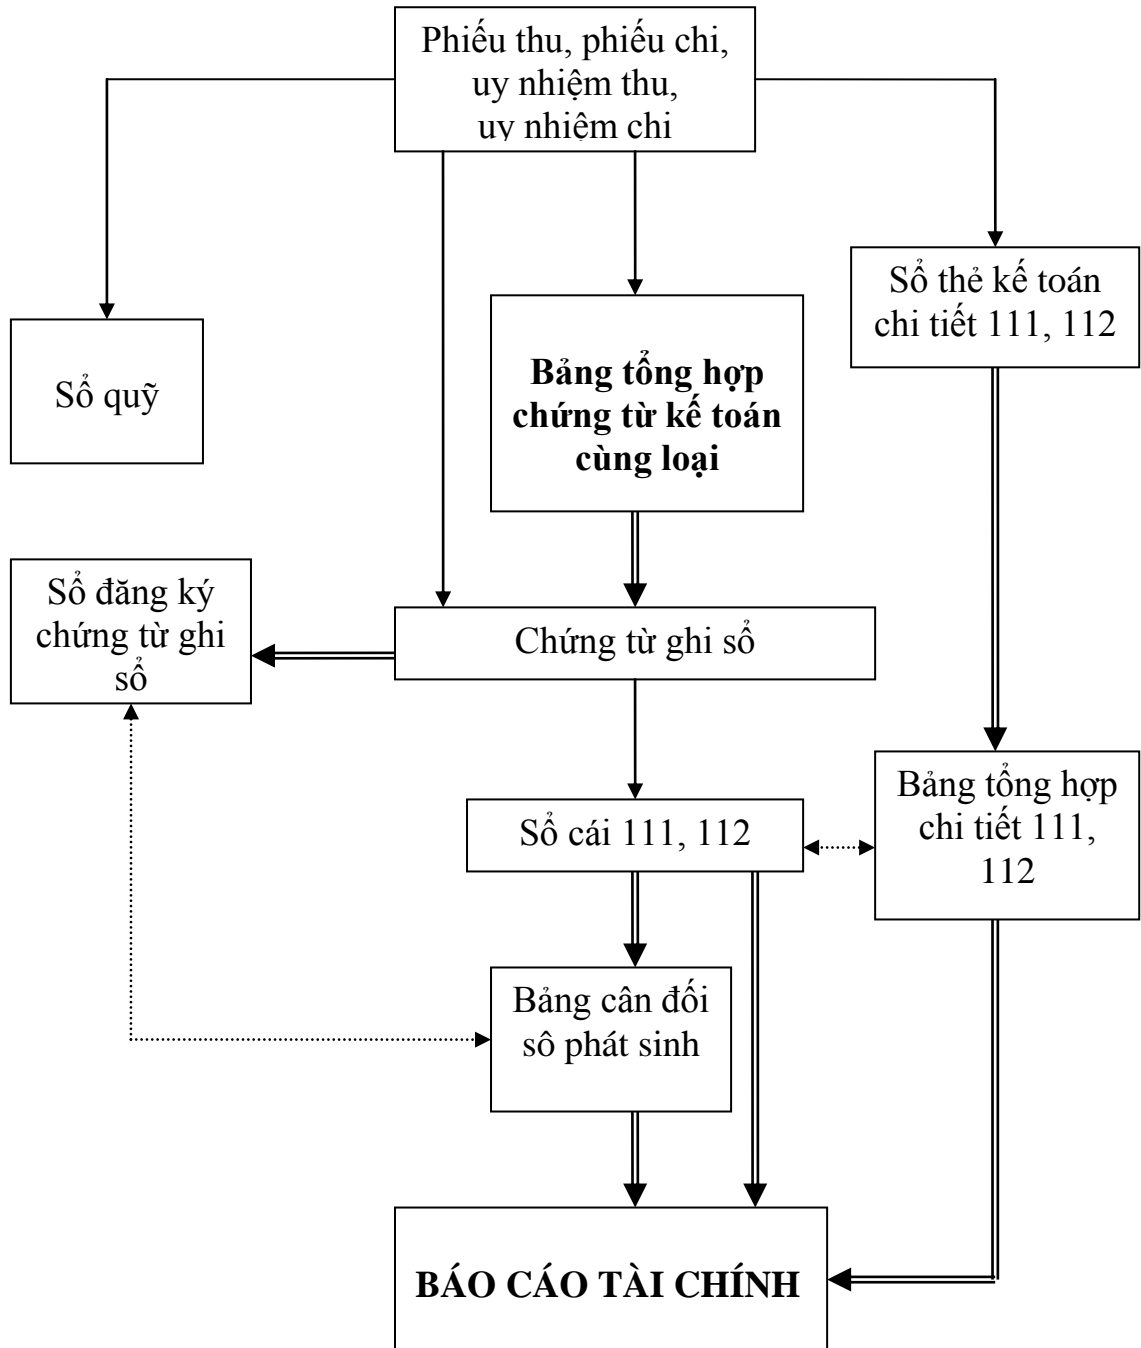 Phiếu thu, phiếu chi,
uy nhiệm thu,
uy nhiệm chi
Sổ thẻ kế toán
chi tiết 111, 112
Sổ quỹ
Bảng tổng hợp
chứng từ kế toán
cùng loại
Sổ đăng ký
chứng từ ghi
sổ
Chứng từ ghi sổ
Bảng tổng hợp
chi tiết 111,
112
Sổ cái 111, 112
Bảng cân đối
sô phát sinh
BÁO CÁO TÀI CHÍNH